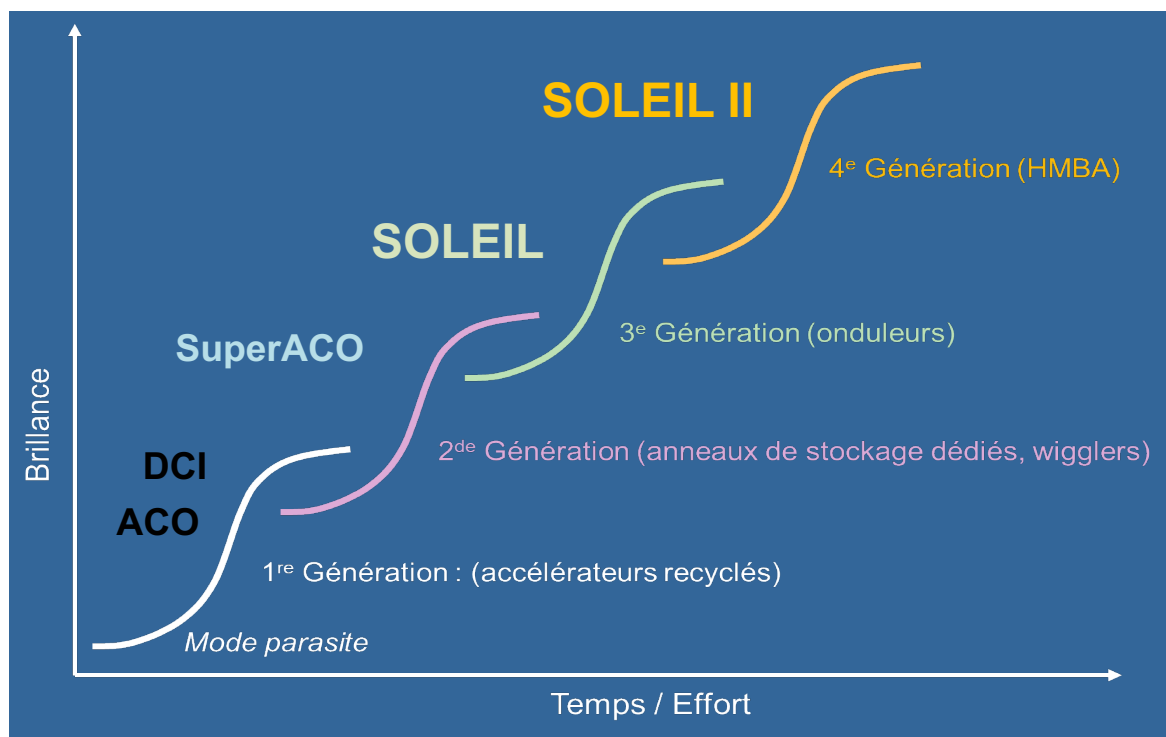 SOLEIL II
4ᵉ Génération (HMBA)
SOLEIL
3ᵉ Génération (onduleurs)
SuperACO
2ᵈᵉ Génération (anneaux de stockage dédiés, wigglers)
DCI
ACO
1ʳᵉ Génération : (accélérateurs recyclés)
Mode parasite
Brillance
Temps / Effort